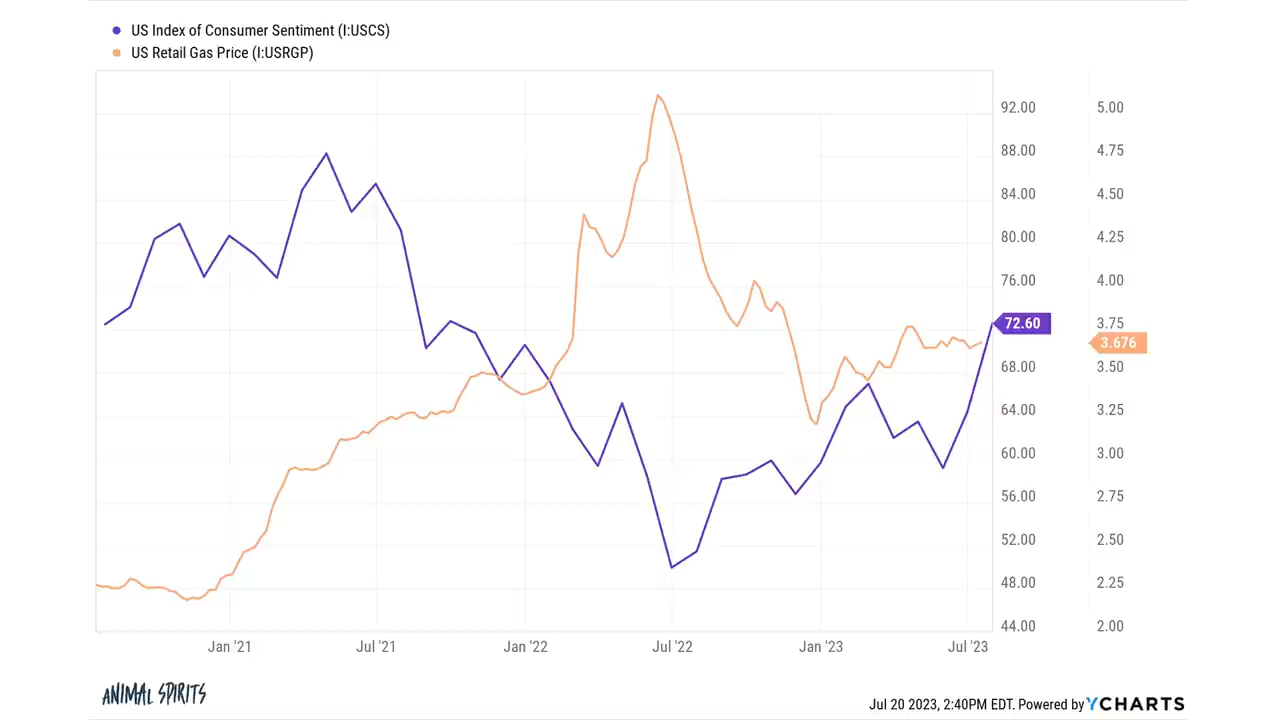 US Index of Consumer Sentiment (I:USCS)
US Retail Gas Price (I:USRGP)
92.00 5.00
88.00 4.75
84.00 4.50
80.00 4.25
76.00 4.00
72.60 3.75
3.676
68.00 3.50
64.00 3.25
60.00 3.00
56.00 2.75
52.00 2.50
48.00 2.25
44.00 2.00
Jan '21 Jul '21 Jan '22 Jul '22 Jan '23 Jul '23
ANIMAL SPIRITS
Jul 20 2023, 2:40PM EDT. Powered by YCHARTS